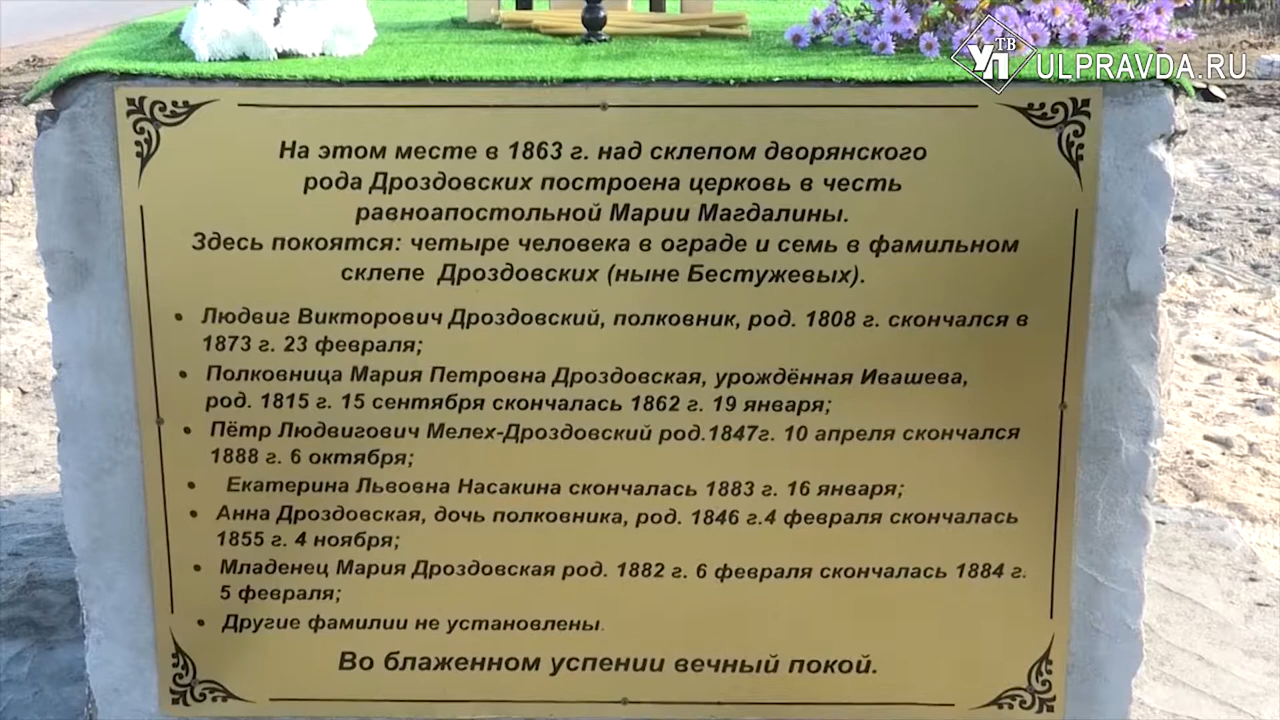 УП ТВ ULPRAVDA.RU
На этом месте в 1863 г. над склепом дворянского
рода Дроздовских построена церковь в честь
равноапостольной Марии Магдалины.
Здесь покоятся: четыре человека в ограде и семь в фамильном
склепе Дроздовских (ныне Бестужевых).
• Людвиг Викторович Дроздовский, полковник, род. 1808 г. скончался в
1873 г. 23 февраля;
• Полковница Мария Петровна Дроздовская, урождённая Ивашева,
род. 1815 г. 15 сентября скончалась 1862 г. 19 января;
• Пётр Людвигович Мелех-Дроздовский род.1847г. 10 апреля скончался
1888 г. 6 октября;
• Екатерина Львовна Насакина скончалась 1883 г. 16 января;
• Анна Дроздовская, дочь полковника, род. 1846 г.4 февраля скончалась
1855 г. 4 ноября;
• Младенец Мария Дроздовская род. 1882 г. 6 февраля скончалась 1884 г.
5 февраля;
• Другие фамилии не установлены.
Во блаженном успении вечный покой.